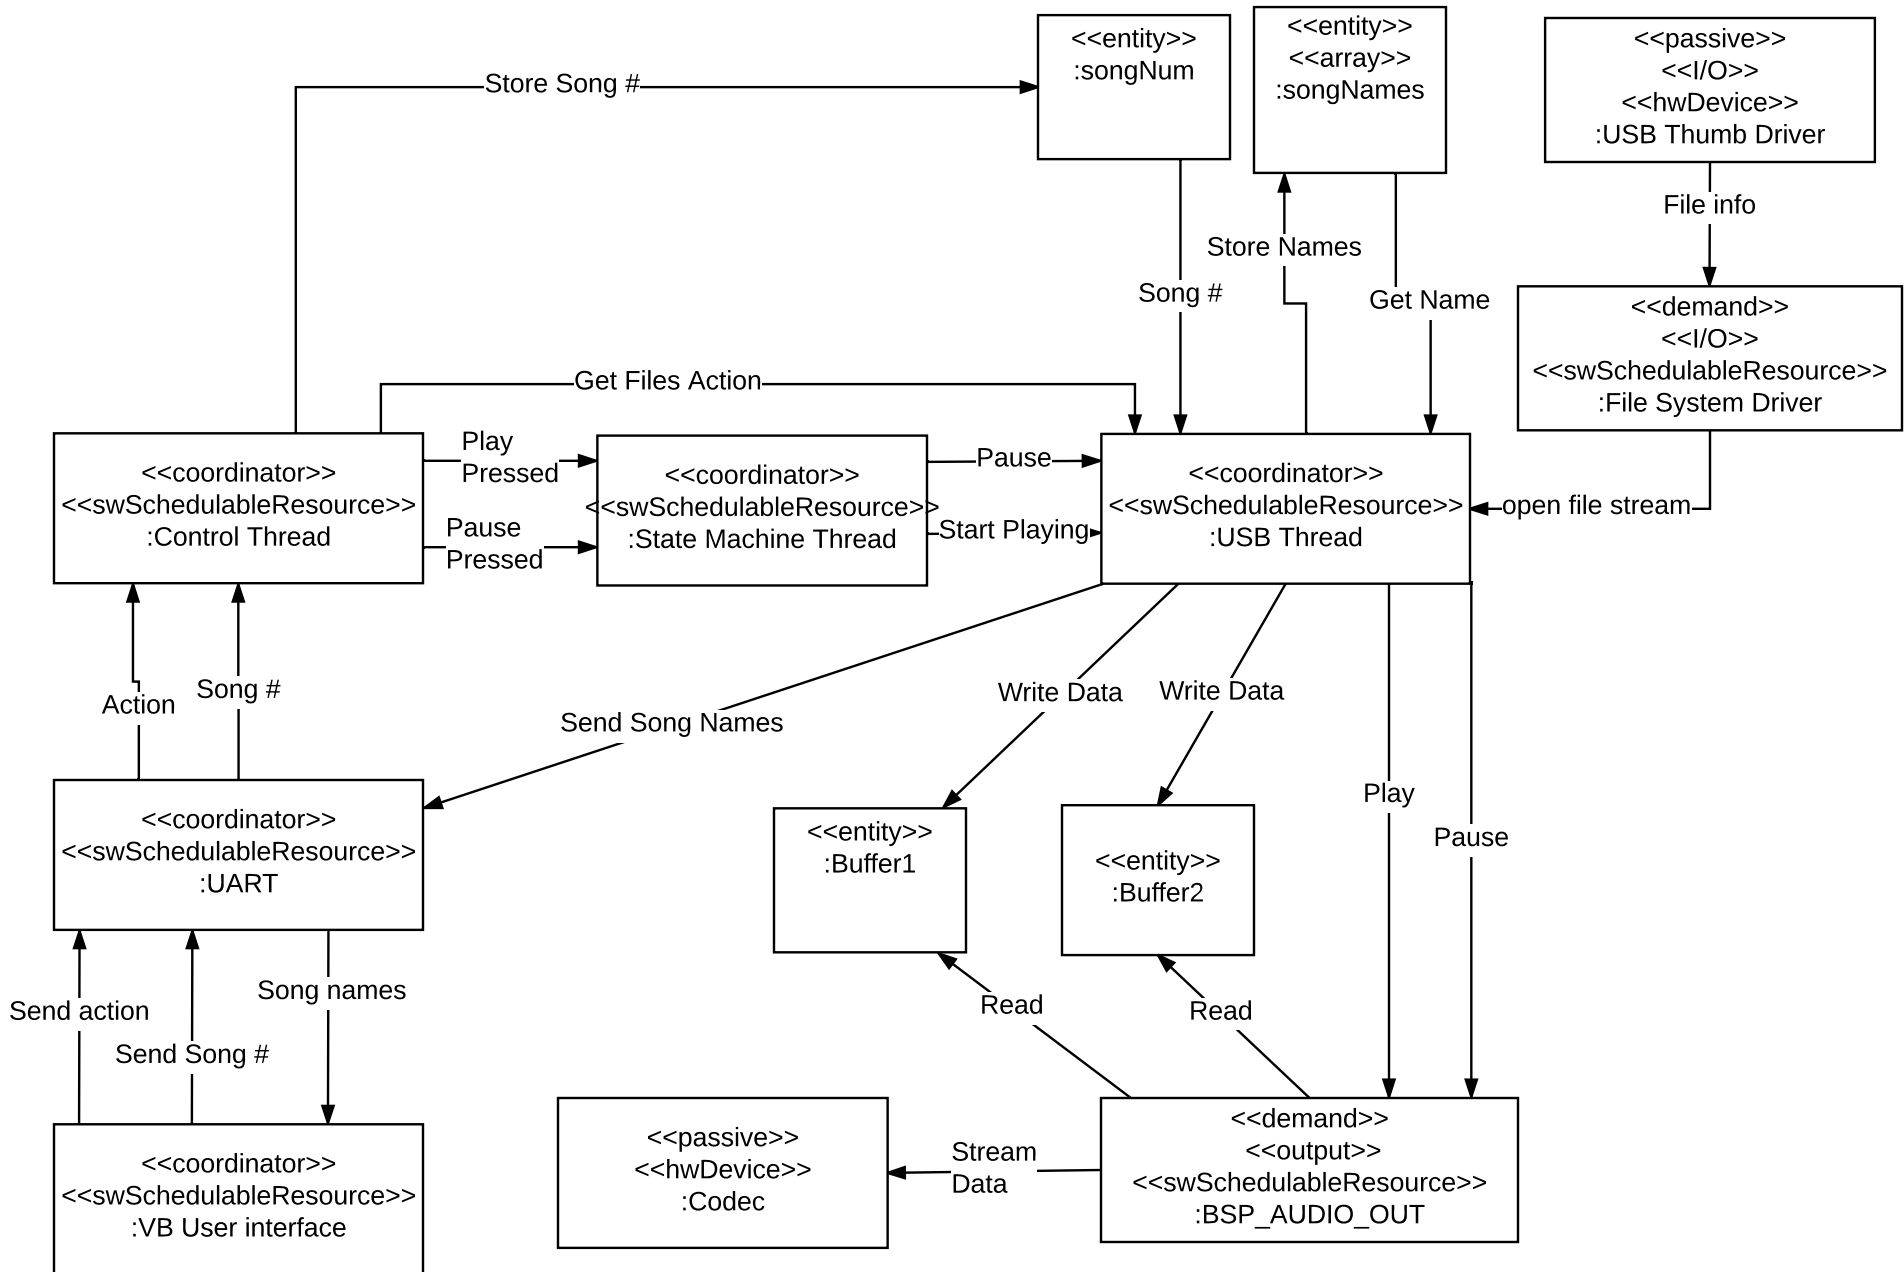 <<entity>>
:songNum
<<entity>>
<<array>>
:songNames
<<passive>>
<<I/O>>
<<hwDevice>>
:USB Thumb Driver
Store Song #
File info
Store Names
Song #
Get Name
<<demand>>
<<I/O>>
<<swSchedulableResource>>
:File System Driver
Get Files Action
<<coordinator>>
<<swSchedulableResource>>
:Control Thread
Play
Pressed
Pause
Pressed
<<coordinator>>
<<swSchedulableResource>>
:State Machine Thread
Pause
Start Playing
<<coordinator>>
<<swSchedulableResource>>
:USB Thread
open file stream
Action
Song #
Send Song Names
Write Data
Write Data
Play
Pause
<<coordinator>>
<<swSchedulableResource>>
:UART
<<entity>>
:Buffer1
<<entity>>
:Buffer2
Send action
Send Song #
Song names
Read
Read
<<coordinator>>
<<swSchedulableResource>>
:VB User interface
<<passive>>
<<hwDevice>>
:Codec
Stream
Data
<<demand>>
<<output>>
<<swSchedulableResource>>
:BSP_AUDIO_OUT